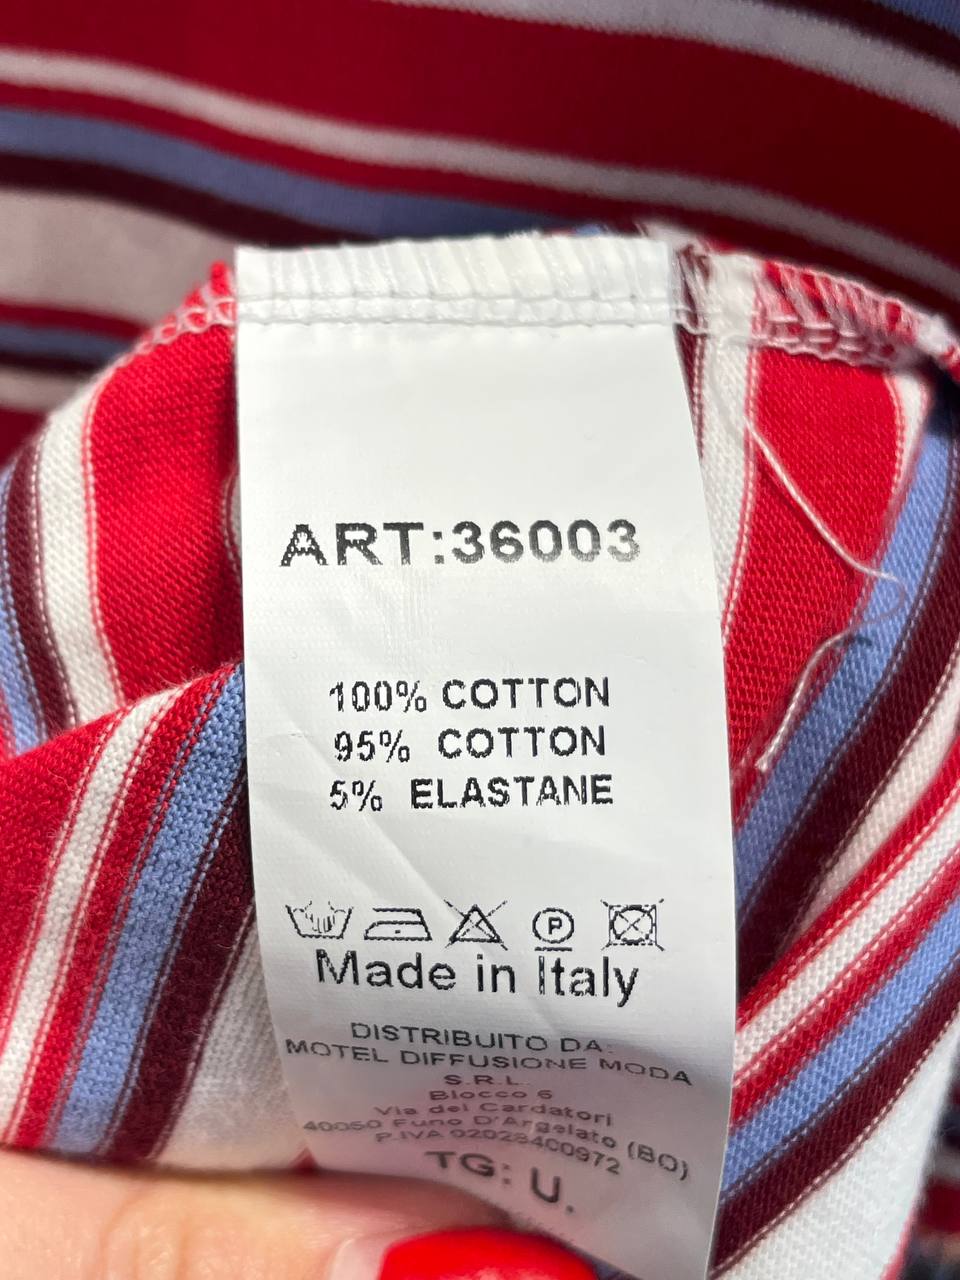 ART:36003
100% COTTON
95% COTTON
5% ELASTANE
P
Made in Italy
DISTRIBUITO DA:
MOTEL DIFFUSIONE MODA
S.R.L.
Blocco 6
Via dei Cardatori
40050 Funo D'Argelato (BO)
P.IVA 02028400972
TG: U.